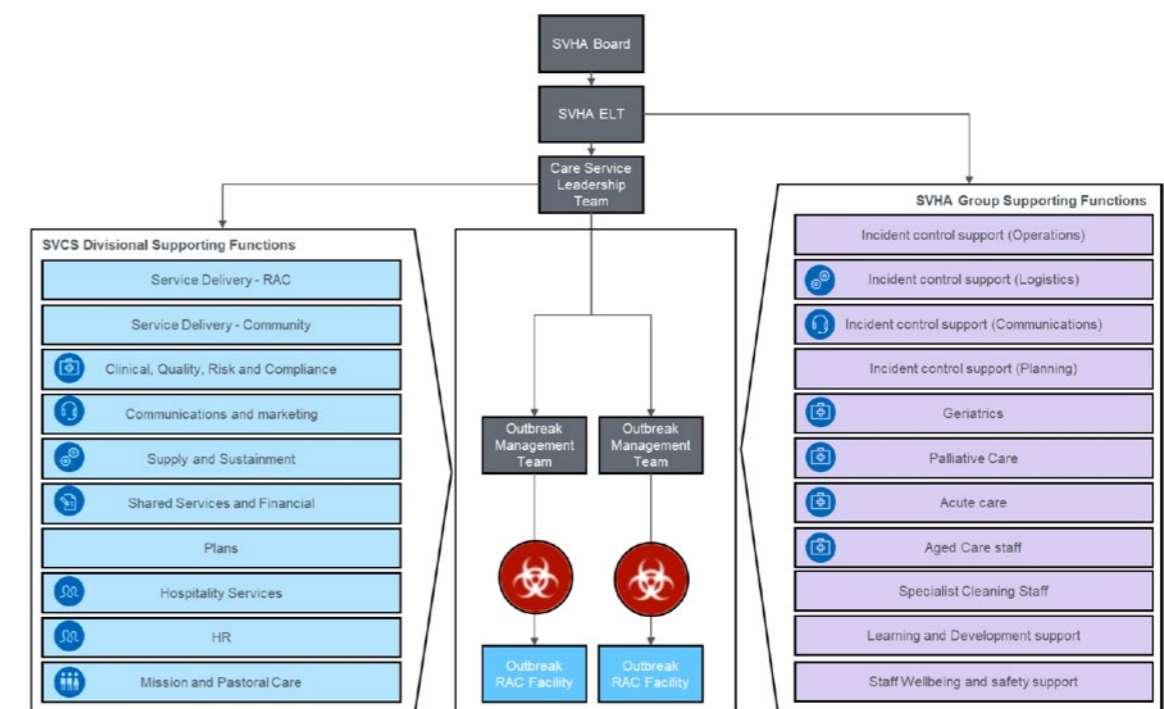 SVHA Board
SVHA ELT
Care Service
Leadership
Team
SVCS Divisional Supporting Functions
Service Delivery - RAC
Service Delivery - Community
Clinical, Quality, Risk and Compliance
Communications and marketing
Supply and Sustainment
Shared Services and Financial
Plans
Hospitality Services
HR
Mission and Pastoral Care
Outbreak
Management
Team
Outbreak
Management
Team
Outbreak
RAC Facility
Outbreak
RAC Facility
SVHA Group Supporting Functions
Incident control support (Operations)
Incident control support (Logistics)
Incident control support (Communications)
Incident control support (Planning)
Geriatrics
Palliative Care
Acute care
Aged Care staff
Specialist Cleaning Staff
Learning and Development support
Staff Wellbeing and safety support